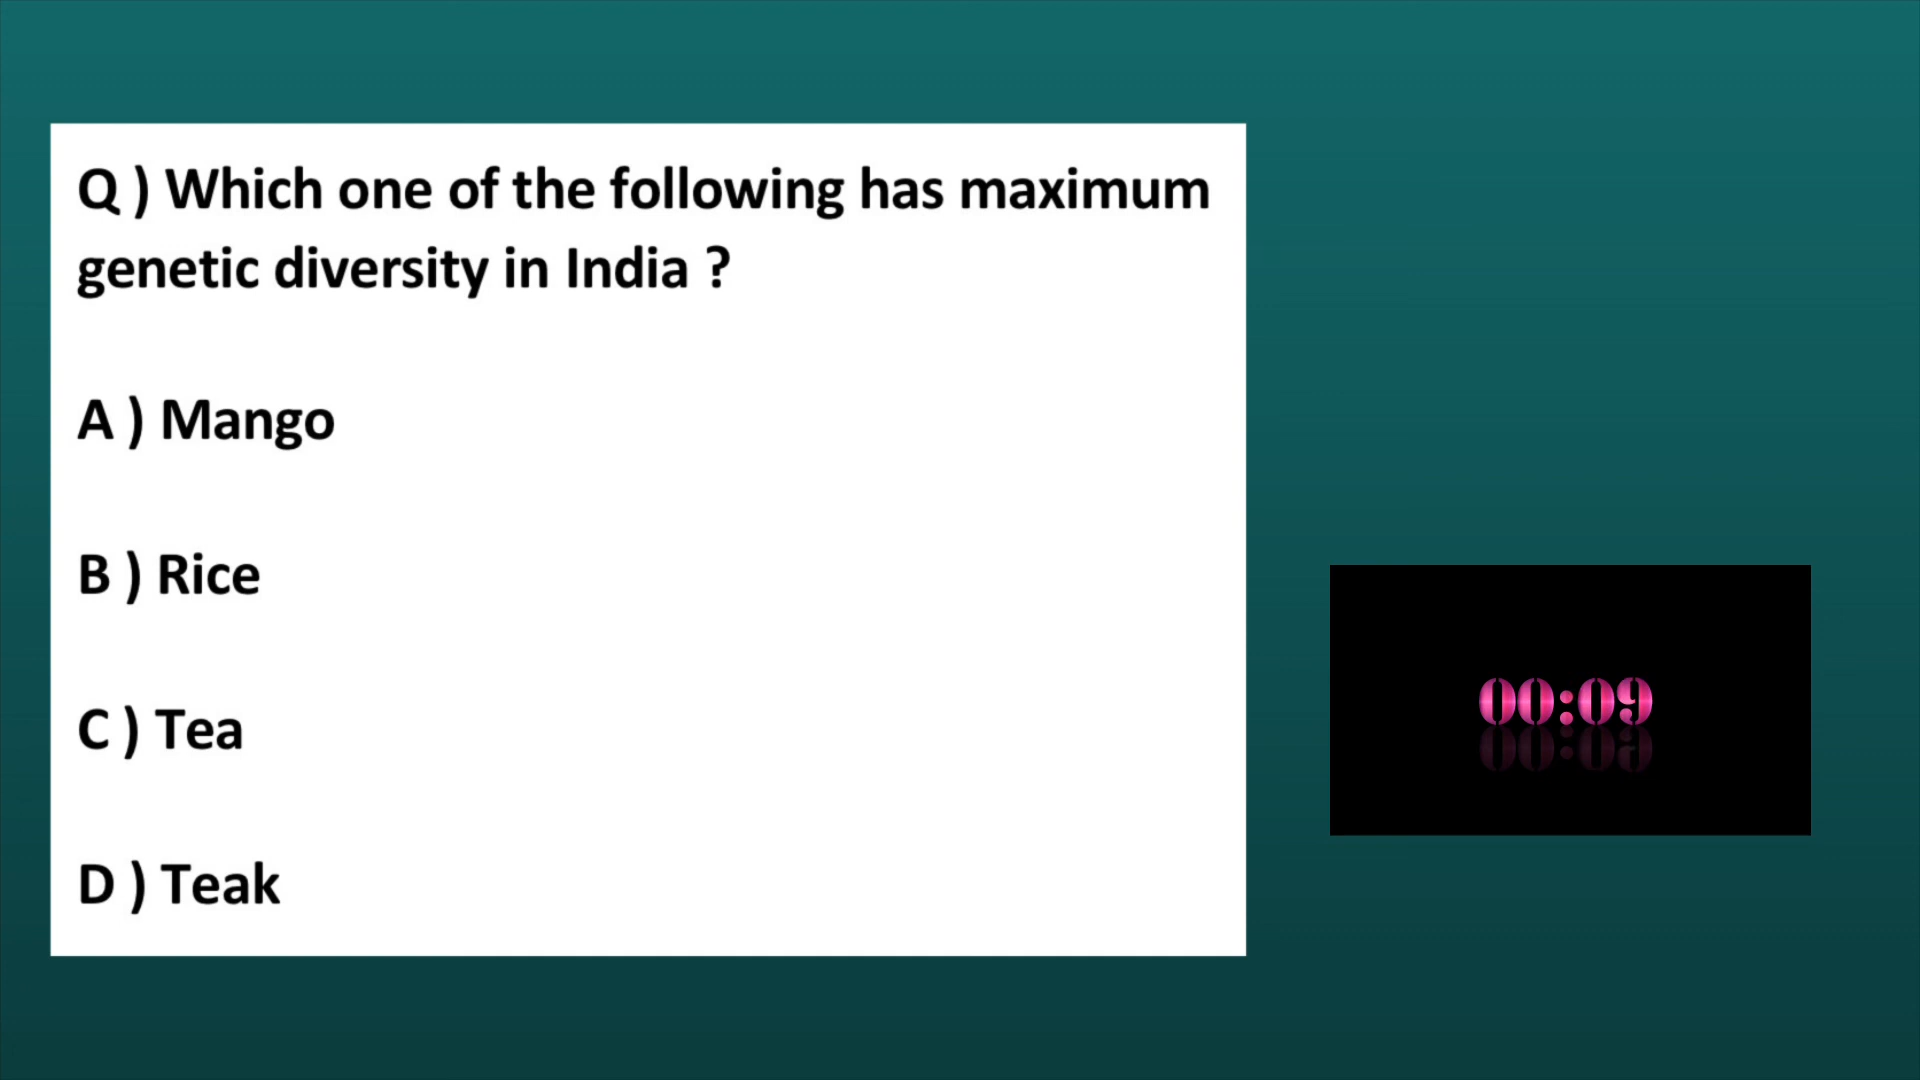 Q ) Which one of the following has maximum
genetic diversity in India ?
A ) Mango
B ) Rice
C ) Tea
D ) Teak
00:09